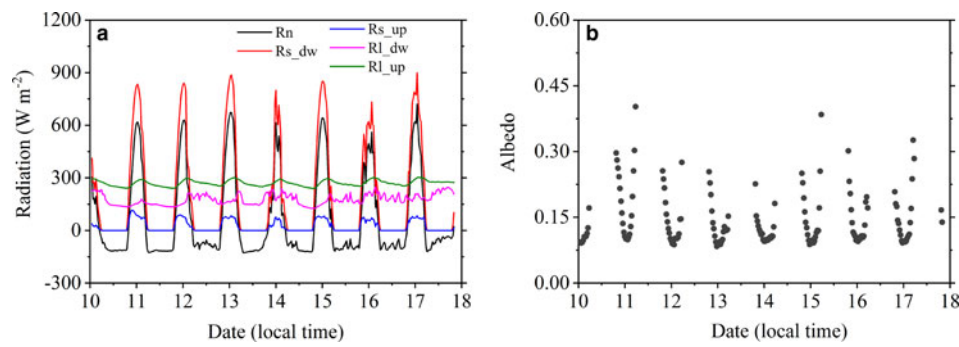 a
Rn
Rs_dw
Rs_up
Rl_dw
Rl_up
1200
900
600
300
0
-300
Radiation (W m⁻²)
10 11 12 13 14 15 16 17 18
Date (local time)
b
0.60
0.45
0.30
0.15
0.00
Albedo
10 11 12 13 14 15 16 17 18
Date (local time)